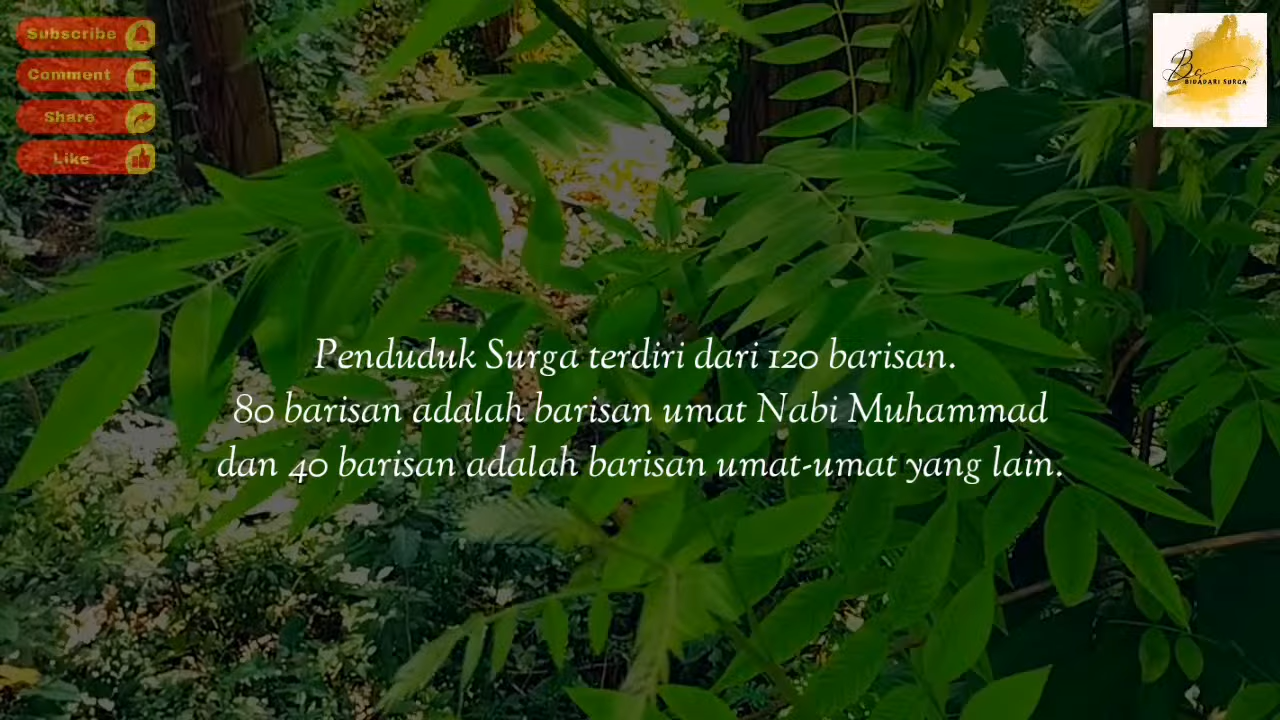 Subscribe
Comment
Share
Like
Bs
BIDADARI SURGA
Penduduk Surga terdiri dari 120 barisan.
80 barisan adalah barisan umat Nabi Muhammad
dan 40 barisan adalah barisan umat-umat yang lain.